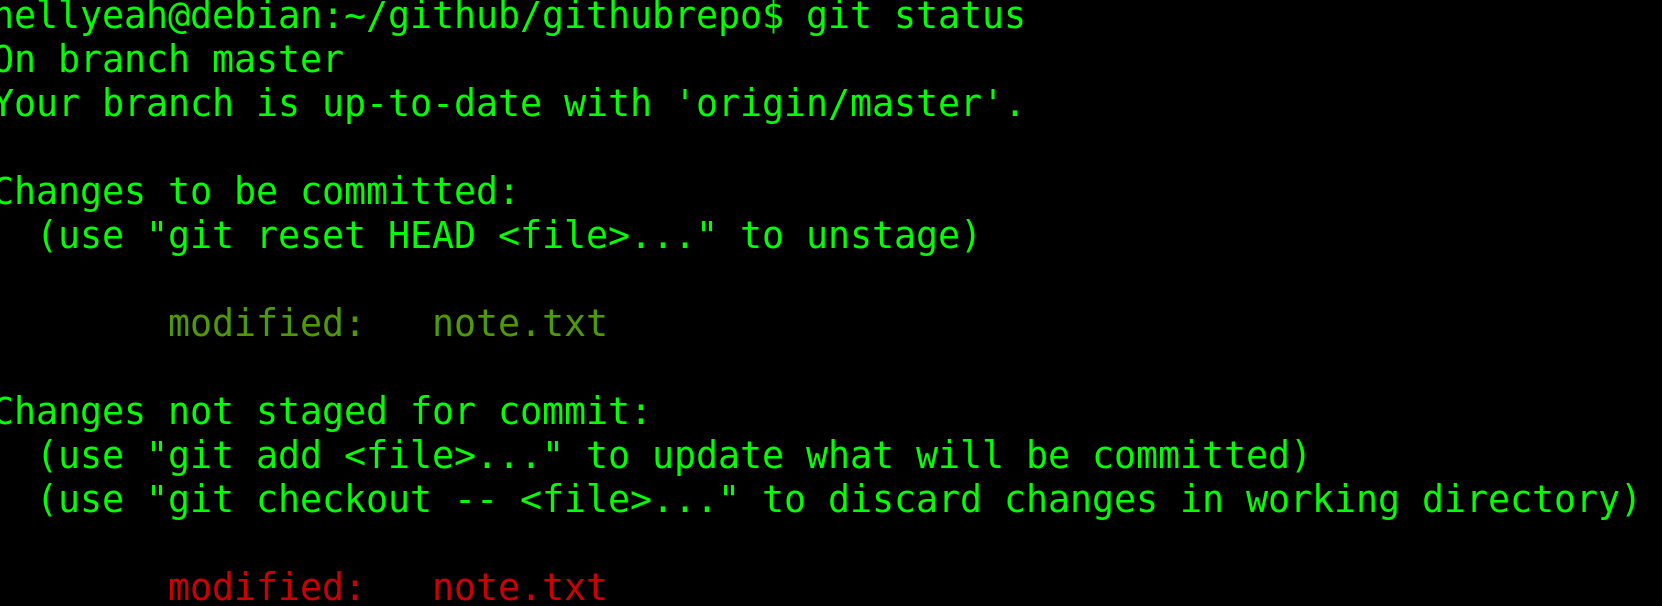 hellyeah@debian:~/github/githubrepo$ git status
On branch master
Your branch is up-to-date with 'origin/master'.
Changes to be committed:
  (use "git reset HEAD <file>..." to unstage)
        modified:   note.txt
Changes not staged for commit:
  (use "git add <file>..." to update what will be committed)
  (use "git checkout -- <file>..." to discard changes in working directory)
        modified:   note.txt